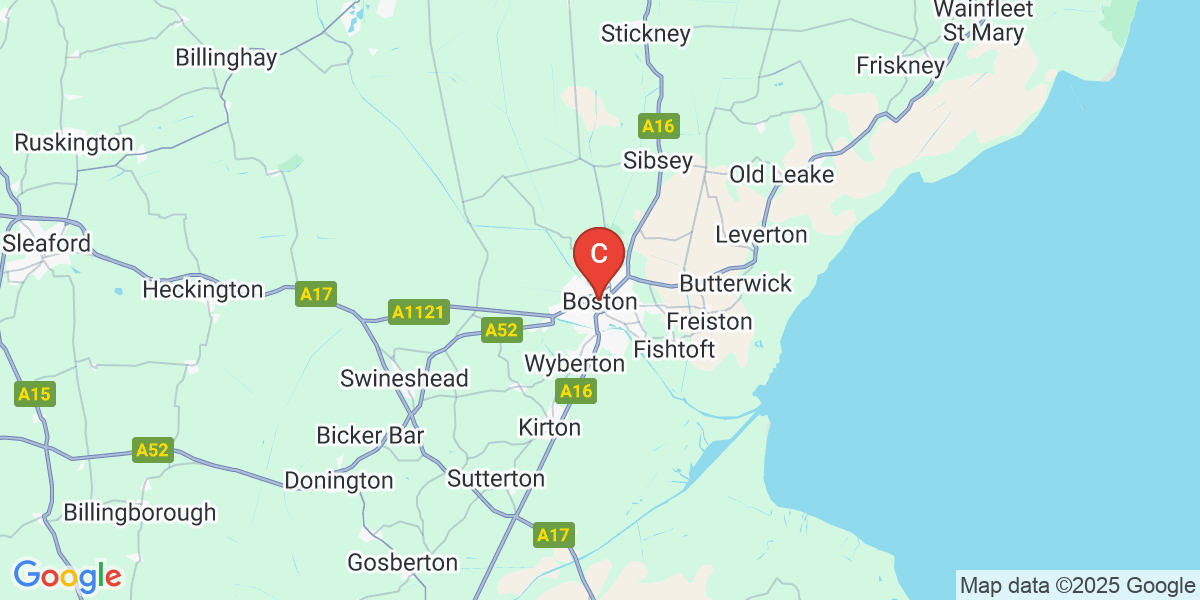 Wainfleet
St Mary
Stickney
Billinghay
Friskney
A16
Ruskington
Sibsey
Old Leake
Leverton
Sleaford
C
Heckington
A17
Butterwick
Boston
A1121
Freiston
A52
Fishtoft
Wyberton
Swineshead
A15
A16
Kirton
Bicker Bar
A52
Sutterton
Donington
Billingborough
A17
Gosberton
Google
Map data ©2025 Google